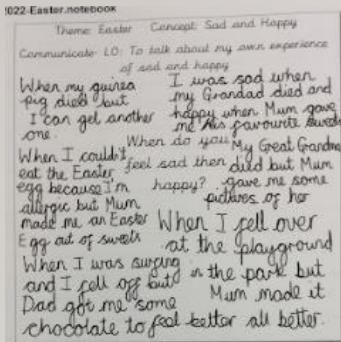 2022-Easter.notebook
Theme: Easter Concept: Sad and Happy
Communicate LO: To talk about my own experience
of sad and happy
When my guinea
pig died but
I can get another
one.
I was sad when
my Grandad died and
happy when Mum gave
me his favourite sweets
When do you
feel sad then
happy?
When I couldn't
eat the Easter
egg because I'm
allergic but Mum
made me an Easter
Egg out of sweets
My Great Grandma
died but Mum
gave me some
pictures of her
When I fell over
at the playground
in the park but
Mum made it
all better.
When I was surfing
and I fell off but
Dad got me some
chocolate to feel better